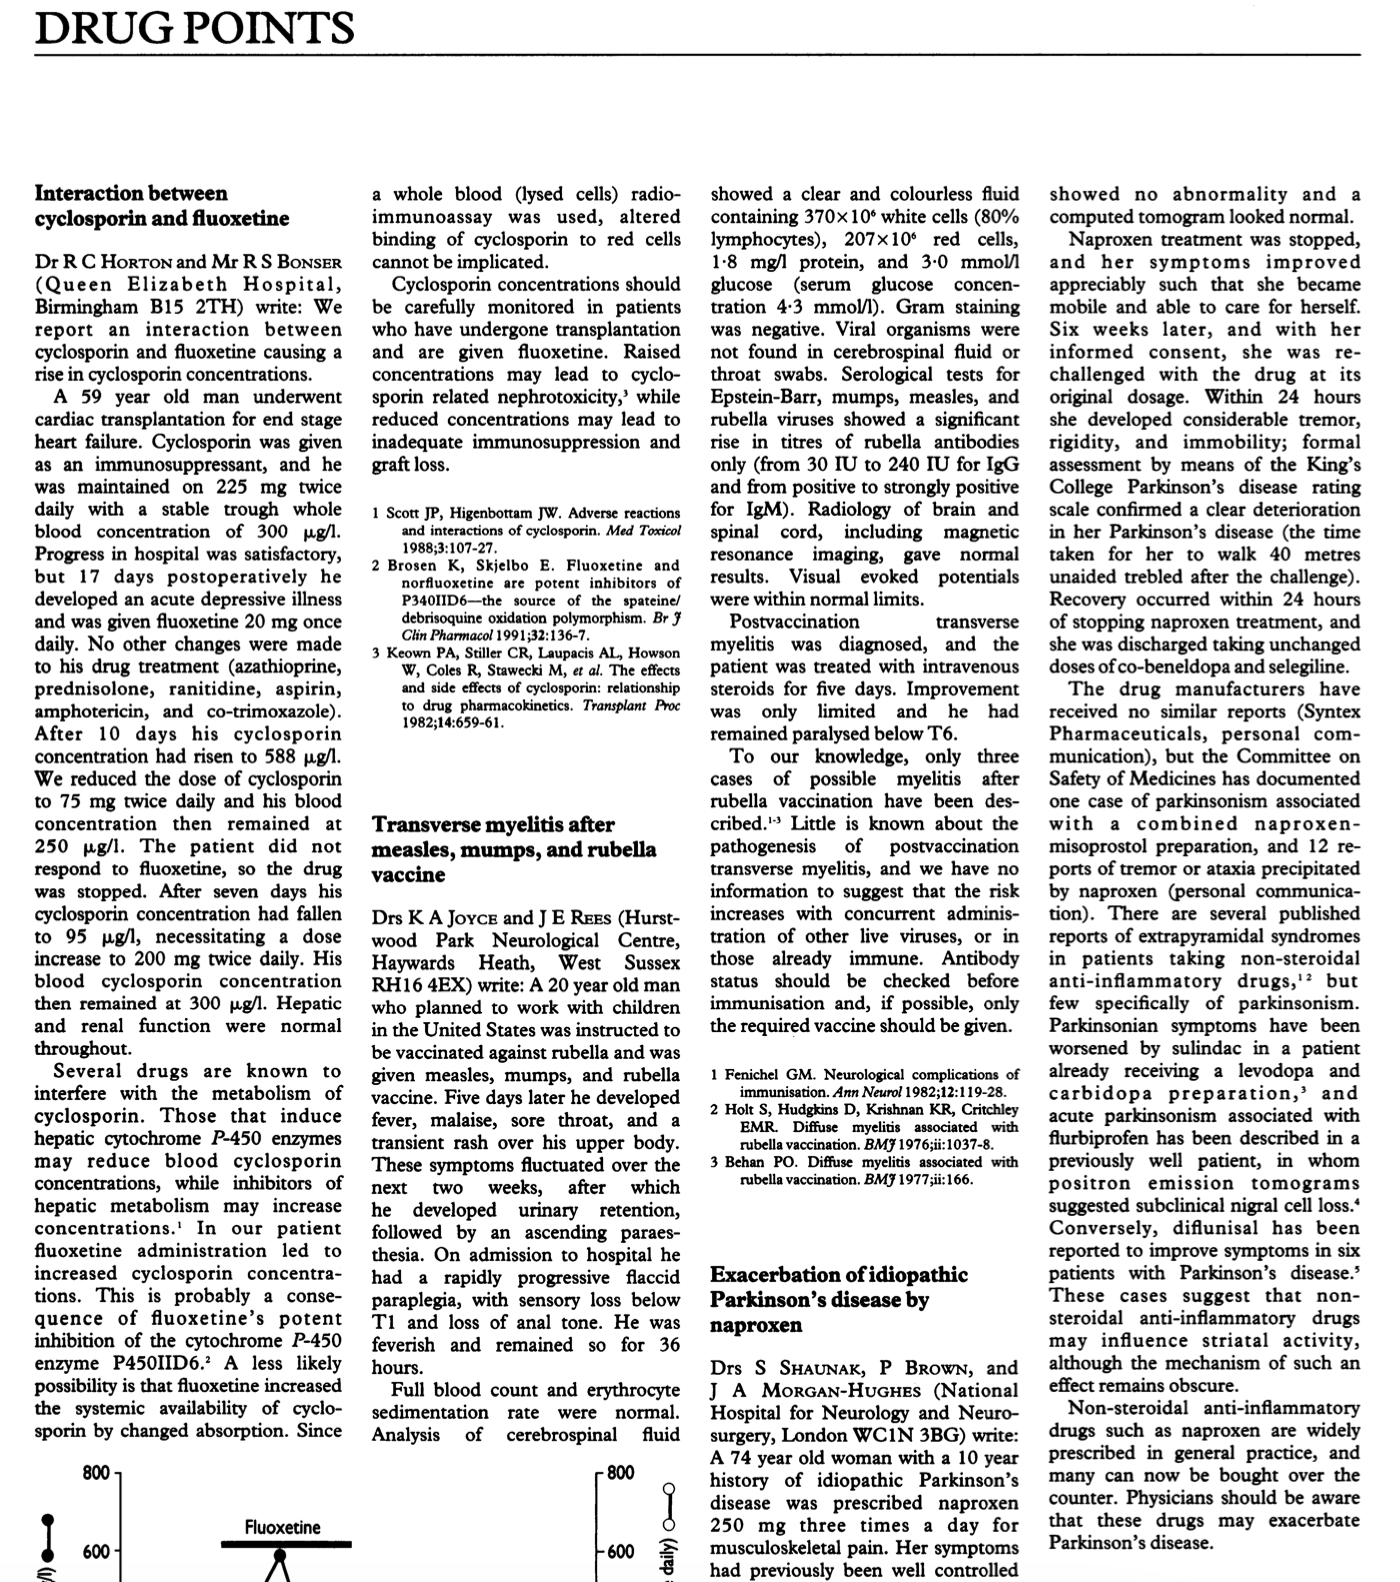 DRUG POINTS
Interaction between
cyclosporin and fluoxetine
Dr R C HORTON and Mr R S BONSER
(Queen Elizabeth Hospital,
Birmingham B15 2TH) write: We
report an interaction between
cyclosporin and fluoxetine causing a
rise in cyclosporin concentrations.
A 59 year old man underwent
cardiac transplantation for end stage
heart failure. Cyclosporin was given
as an immunosuppressant, and he
was maintained on 225 mg twice
daily with a stable trough whole
blood concentration of 300 µg/l.
Progress in hospital was satisfactory,
but 17 days postoperatively he
developed an acute depressive illness
and was given fluoxetine 20 mg once
daily. No other changes were made
to his drug treatment (azathioprine,
prednisolone, ranitidine, aspirin,
amphotericin, and co-trimoxazole).
After 10 days his cyclosporin
concentration had risen to 588 µg/l.
We reduced the dose of cyclosporin
to 75 mg twice daily and his blood
concentration then remained at
250 µg/l. The patient did not
respond to fluoxetine, so the drug
was stopped. After seven days his
cyclosporin concentration had fallen
to 95 µg/l, necessitating a dose
increase to 200 mg twice daily. His
blood cyclosporin concentration
then remained at 300 µg/l. Hepatic
and renal function were normal
throughout.
Several drugs are known to
interfere with the metabolism of
cyclosporin. Those that induce
hepatic cytochrome P-450 enzymes
may reduce blood cyclosporin
concentrations, while inhibitors of
hepatic metabolism may increase
concentrations.¹ In our patient
fluoxetine administration led to
increased cyclosporin concentra-
tions. This is probably a conse-
quence of fluoxetine's potent
inhibition of the cytochrome P-450
enzyme P450IID6.² A less likely
possibility is that fluoxetine increased
the systemic availability of cyclo-
sporin by changed absorption. Since
a whole blood (lysed cells) radio-
immunoassay was used, altered
binding of cyclosporin to red cells
cannot be implicated.
Cyclosporin concentrations should
be carefully monitored in patients
who have undergone transplantation
and are given fluoxetine. Raised
concentrations may lead to cyclo-
sporin related nephrotoxicity,³ while
reduced concentrations may lead to
inadequate immunosuppression and
graft loss.
1 Scott JP, Higenbottam JW. Adverse reactions
and interactions of cyclosporin. Med Toxicol
1988;3:107-27.
2 Brosen K, Skjelbo E. Fluoxetine and
norfluoxetine are potent inhibitors of
P340IID6—the source of the spateine/
debrisoquine oxidation polymorphism. Br J
Clin Pharmacol 1991;32:136-7.
3 Keown PA, Stiller CR, Laupacis AL, Howson
W, Coles R, Stawecki M, et al. The effects
and side effects of cyclosporin: relationship
to drug pharmacokinetics. Transplant Proc
1982;14:659-61.
Transverse myelitis after
measles, mumps, and rubella
vaccine
Drs K A JOYCE and J E REES (Hurst-
wood Park Neurological Centre,
Haywards Heath, West Sussex
RH16 4EX) write: A 20 year old man
who planned to work with children
in the United States was instructed to
be vaccinated against rubella and was
given measles, mumps, and rubella
vaccine. Five days later he developed
fever, malaise, sore throat, and a
transient rash over his upper body.
These symptoms fluctuated over the
next two weeks, after which
he developed urinary retention,
followed by an ascending paraes-
thesia. On admission to hospital he
had a rapidly progressive flaccid
paraplegia, with sensory loss below
T1 and loss of anal tone. He was
feverish and remained so for 36
hours.
Full blood count and erythrocyte
sedimentation rate were normal.
Analysis of cerebrospinal fluid
showed a clear and colourless fluid
containing 370×10⁶ white cells (80%
lymphocytes), 207×10⁶ red cells,
1·8 mg/l protein, and 3·0 mmol/l
glucose (serum glucose concen-
tration 4·3 mmol/l). Gram staining
was negative. Viral organisms were
not found in cerebrospinal fluid or
throat swabs. Serological tests for
Epstein-Barr, mumps, measles, and
rubella viruses showed a significant
rise in titres of rubella antibodies
only (from 30 IU to 240 IU for IgG
and from positive to strongly positive
for IgM). Radiology of brain and
spinal cord, including magnetic
resonance imaging, gave normal
results. Visual evoked potentials
were within normal limits.
Postvaccination transverse
myelitis was diagnosed, and the
patient was treated with intravenous
steroids for five days. Improvement
was only limited and he had
remained paralysed below T6.
To our knowledge, only three
cases of possible myelitis after
rubella vaccination have been des-
cribed.¹⁻³ Little is known about the
pathogenesis of postvaccination
transverse myelitis, and we have no
information to suggest that the risk
increases with concurrent adminis-
tration of other live viruses, or in
those already immune. Antibody
status should be checked before
immunisation and, if possible, only
the required vaccine should be given.
1 Fenichel GM. Neurological complications of
immunisation. Ann Neurol 1982;12:119-28.
2 Holt S, Hudgkins D, Krishnan KR, Critchley
EMR. Diffuse myelitis associated with
rubella vaccination. BMJ 1976;ii:1037-8.
3 Behan PO. Diffuse myelitis associated with
rubella vaccination. BMJ 1977;ii:166.
Exacerbation of idiopathic
Parkinson's disease by
naproxen
Drs S SHAUNAK, P BROWN, and
J A MORGAN-HUGHES (National
Hospital for Neurology and Neuro-
surgery, London WC1N 3BG) write:
A 74 year old woman with a 10 year
history of idiopathic Parkinson's
disease was prescribed naproxen
250 mg three times a day for
musculoskeletal pain. Her symptoms
had previously been well controlled
showed no abnormality and a
computed tomogram looked normal.
Naproxen treatment was stopped,
and her symptoms improved
appreciably such that she became
mobile and able to care for herself.
Six weeks later, and with her
informed consent, she was re-
challenged with the drug at its
original dosage. Within 24 hours
she developed considerable tremor,
rigidity, and immobility; formal
assessment by means of the King's
College Parkinson's disease rating
scale confirmed a clear deterioration
in her Parkinson's disease (the time
taken for her to walk 40 metres
unaided trebled after the challenge).
Recovery occurred within 24 hours
of stopping naproxen treatment, and
she was discharged taking unchanged
doses of co-beneldopa and selegiline.
The drug manufacturers have
received no similar reports (Syntex
Pharmaceuticals, personal com-
munication), but the Committee on
Safety of Medicines has documented
one case of parkinsonism associated
with a combined naproxen-
misoprostol preparation, and 12 re-
ports of tremor or ataxia precipitated
by naproxen (personal communica-
tion). There are several published
reports of extrapyramidal syndromes
in patients taking non-steroidal
anti-inflammatory drugs,¹ ² but
few specifically of parkinsonism.
Parkinsonian symptoms have been
worsened by sulindac in a patient
already receiving a levodopa and
carbidopa preparation,³ and
acute parkinsonism associated with
flurbiprofen has been described in a
previously well patient, in whom
positron emission tomograms
suggested subclinical nigral cell loss.⁴
Conversely, diflunisal has been
reported to improve symptoms in six
patients with Parkinson's disease.⁵
These cases suggest that non-
steroidal anti-inflammatory drugs
may influence striatal activity,
although the mechanism of such an
effect remains obscure.
Non-steroidal anti-inflammatory
drugs such as naproxen are widely
prescribed in general practice, and
many can now be bought over the
counter. Physicians should be aware
that these drugs may exacerbate
Parkinson's disease.
800
600
Fluoxetine
800
600
daily)